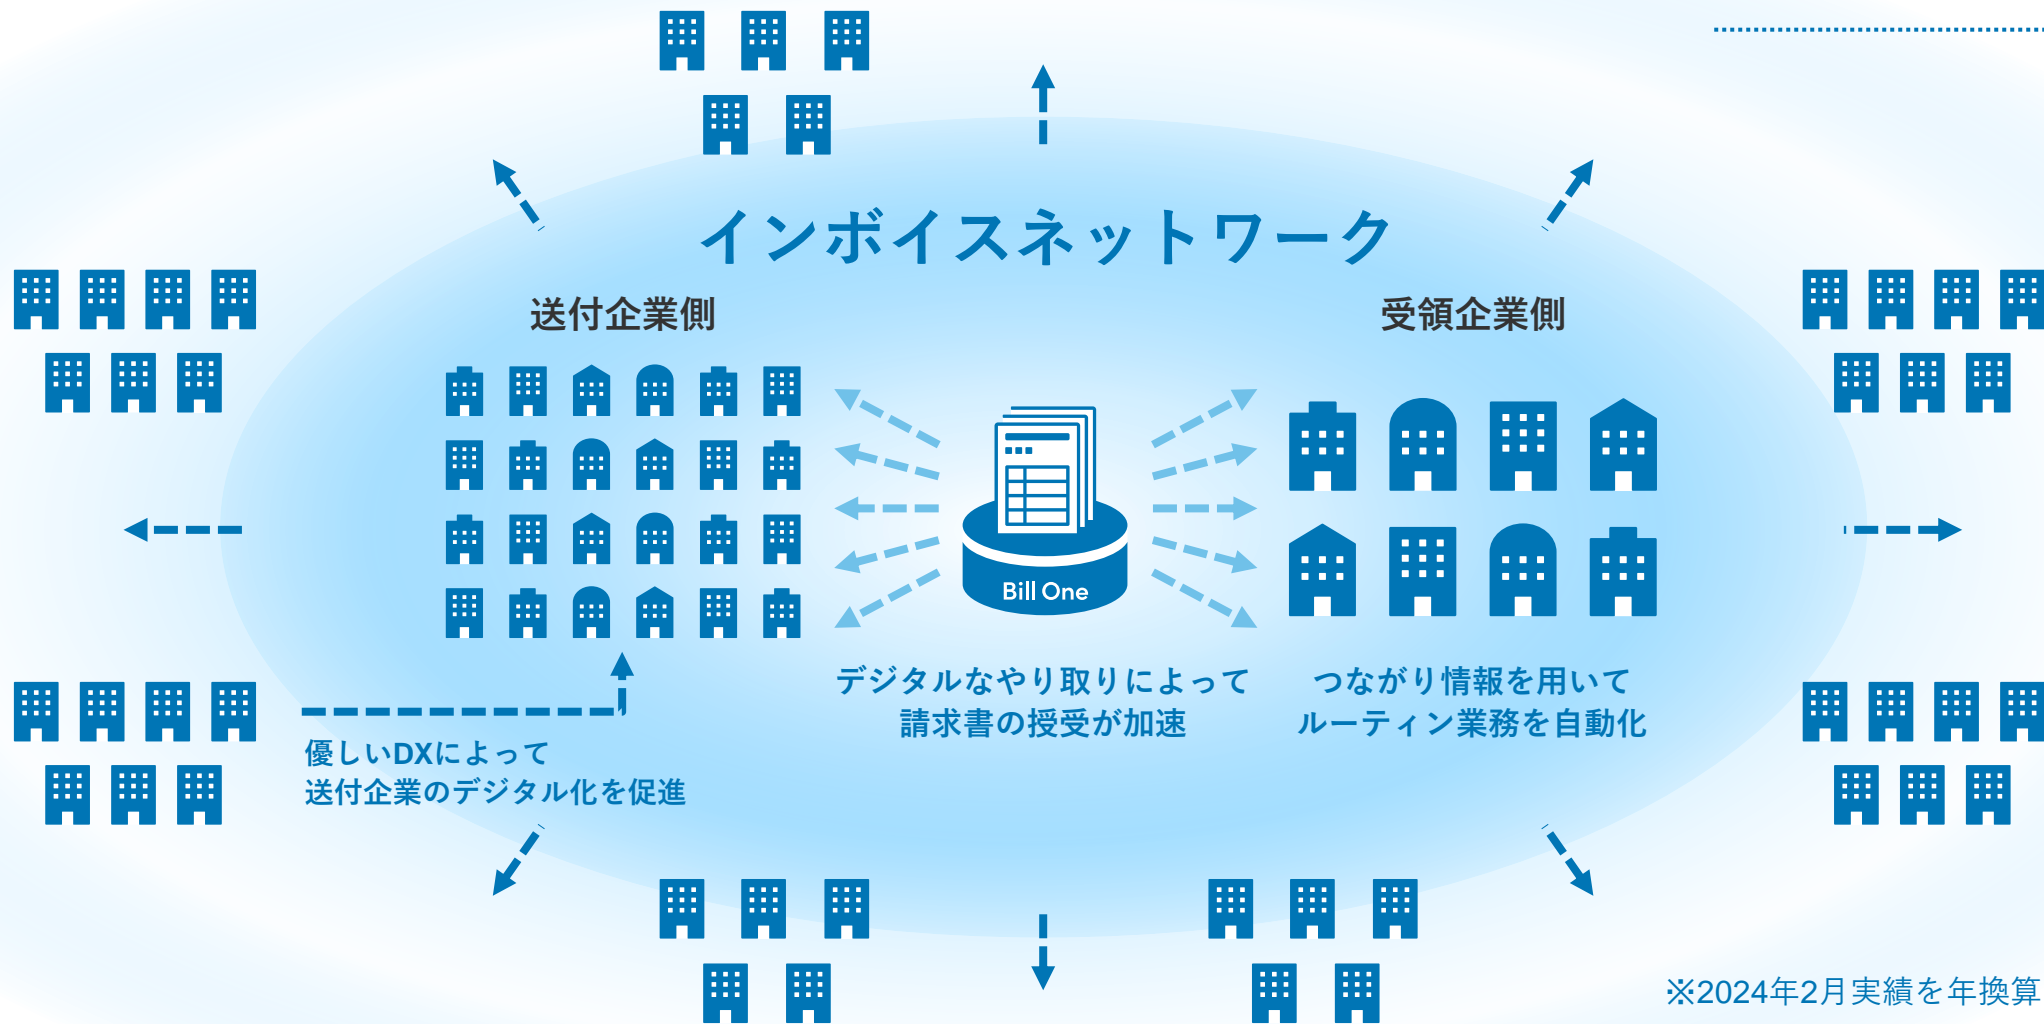 インボイスネットワーク
送付企業側
受領企業側
Bill One
デジタルなやり取りによって
請求書の授受が加速
つながり情報を用いて
ルーティン業務を自動化
優しいDXによって
送付企業のデジタル化を促進
※2024年2月実績を年換算